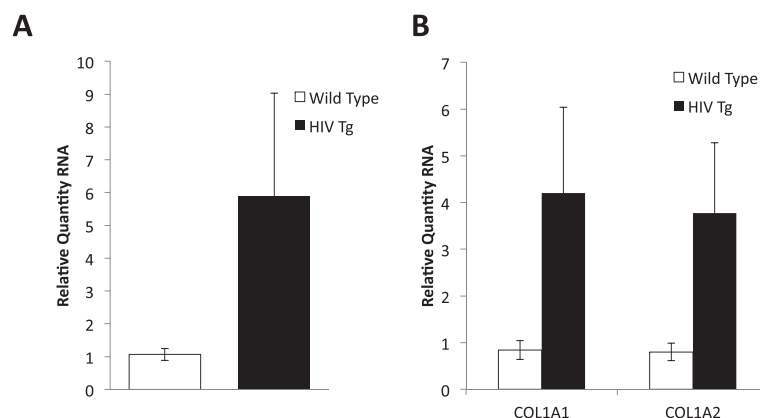 A
Relative Quantity RNA
10
9
8
7
6
5
4
3
2
1
0
Wild Type
HIV Tg
B
Relative Quantity RNA
7
6
5
4
3
2
1
0
Wild Type
HIV Tg
COL1A1
COL1A2